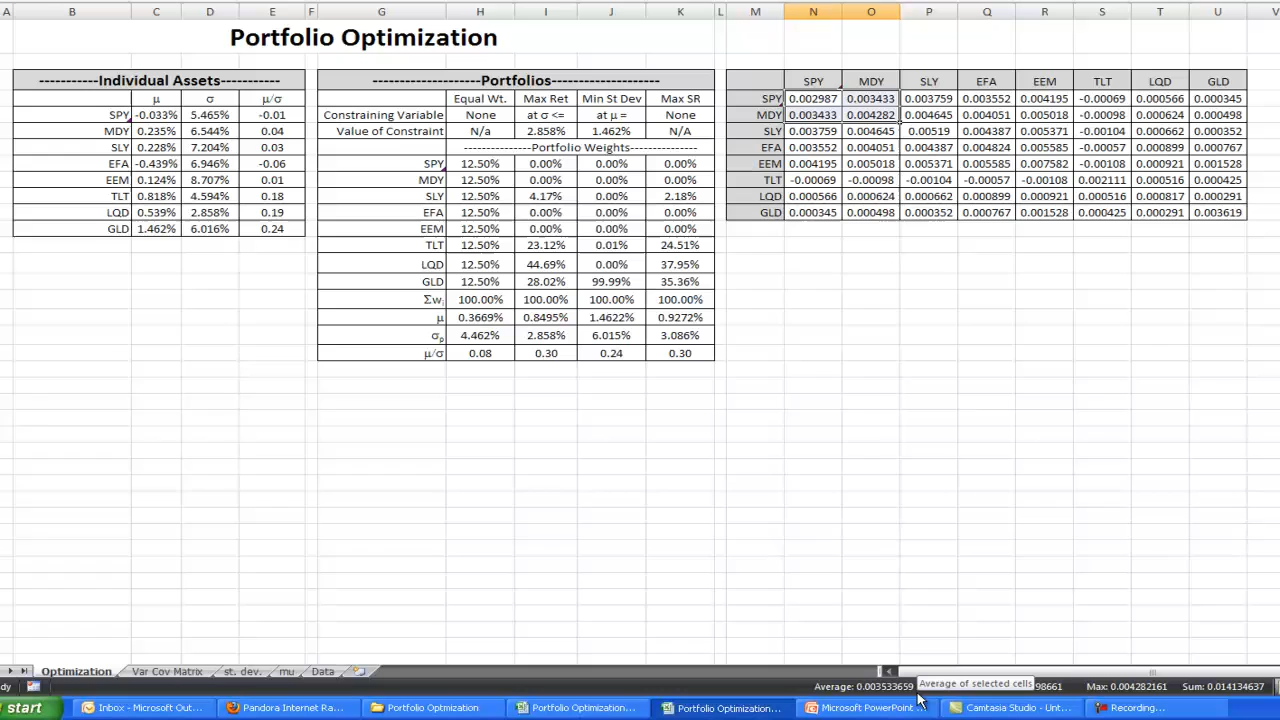 A B C D E F G H I J K L M N O P Q R S T U V
Portfolio Optimization
-----------Individual Assets-----------
μ σ μ/σ
SPY -0.033% 5.465% -0.01
MDY 0.235% 6.544% 0.04
SLY 0.228% 7.204% 0.03
EFA -0.439% 6.946% -0.06
EEM 0.124% 8.707% 0.01
TLT 0.818% 4.594% 0.18
LQD 0.539% 2.858% 0.19
GLD 1.462% 6.016% 0.24
--------------------Portfolios--------------------
Equal Wt. Max Ret Min St Dev Max SR
Constraining Variable None at σ <= at μ = None
Value of Constraint N/a 2.858% 1.462% N/A
---------------Portfolio Weights---------------
SPY 12.50% 0.00% 0.00% 0.00%
MDY 12.50% 0.00% 0.00% 0.00%
SLY 12.50% 4.17% 0.00% 2.18%
EFA 12.50% 0.00% 0.00% 0.00%
EEM 12.50% 0.00% 0.00% 0.00%
TLT 12.50% 23.12% 0.01% 24.51%
LQD 12.50% 44.69% 0.00% 37.95%
GLD 12.50% 28.02% 99.99% 35.36%
Σwᵢ 100.00% 100.00% 100.00% 100.00%
μ 0.3669% 0.8495% 1.4622% 0.9272%
σₚ 4.462% 2.858% 6.015% 3.086%
μ/σ 0.08 0.30 0.24 0.30
SPY MDY SLY EFA EEM TLT LQD GLD
SPY 0.002987 0.003433 0.003759 0.003552 0.004195 -0.00069 0.000566 0.000345
MDY 0.003433 0.004282 0.004645 0.004051 0.005018 -0.00098 0.000624 0.000498
SLY 0.003759 0.004645 0.00519 0.004387 0.005371 -0.00104 0.000662 0.000352
EFA 0.003552 0.004051 0.004387 0.004824 0.005585 -0.00057 0.000899 0.000767
EEM 0.004195 0.005018 0.005371 0.005585 0.007582 -0.00108 0.000921 0.001528
TLT -0.00069 -0.00098 -0.00104 -0.00057 -0.00108 0.002111 0.000516 0.000425
LQD 0.000566 0.000624 0.000662 0.000899 0.000921 0.000516 0.000817 0.000291
GLD 0.000345 0.000498 0.000352 0.000767 0.001528 0.000425 0.000291 0.003619
Optimization Var Cov Matrix st. dev. mu Data
dy Average: 0.003533659 Average of selected cells 98661 Max: 0.004282161 Sum: 0.014134637
start Inbox - Microsoft Out... Pandora Internet Ra... Portfolio Optimization Portfolio Optimization... Portfolio Optimization... Microsoft PowerPoint ... Camtasia Studio - Unt... Recording...